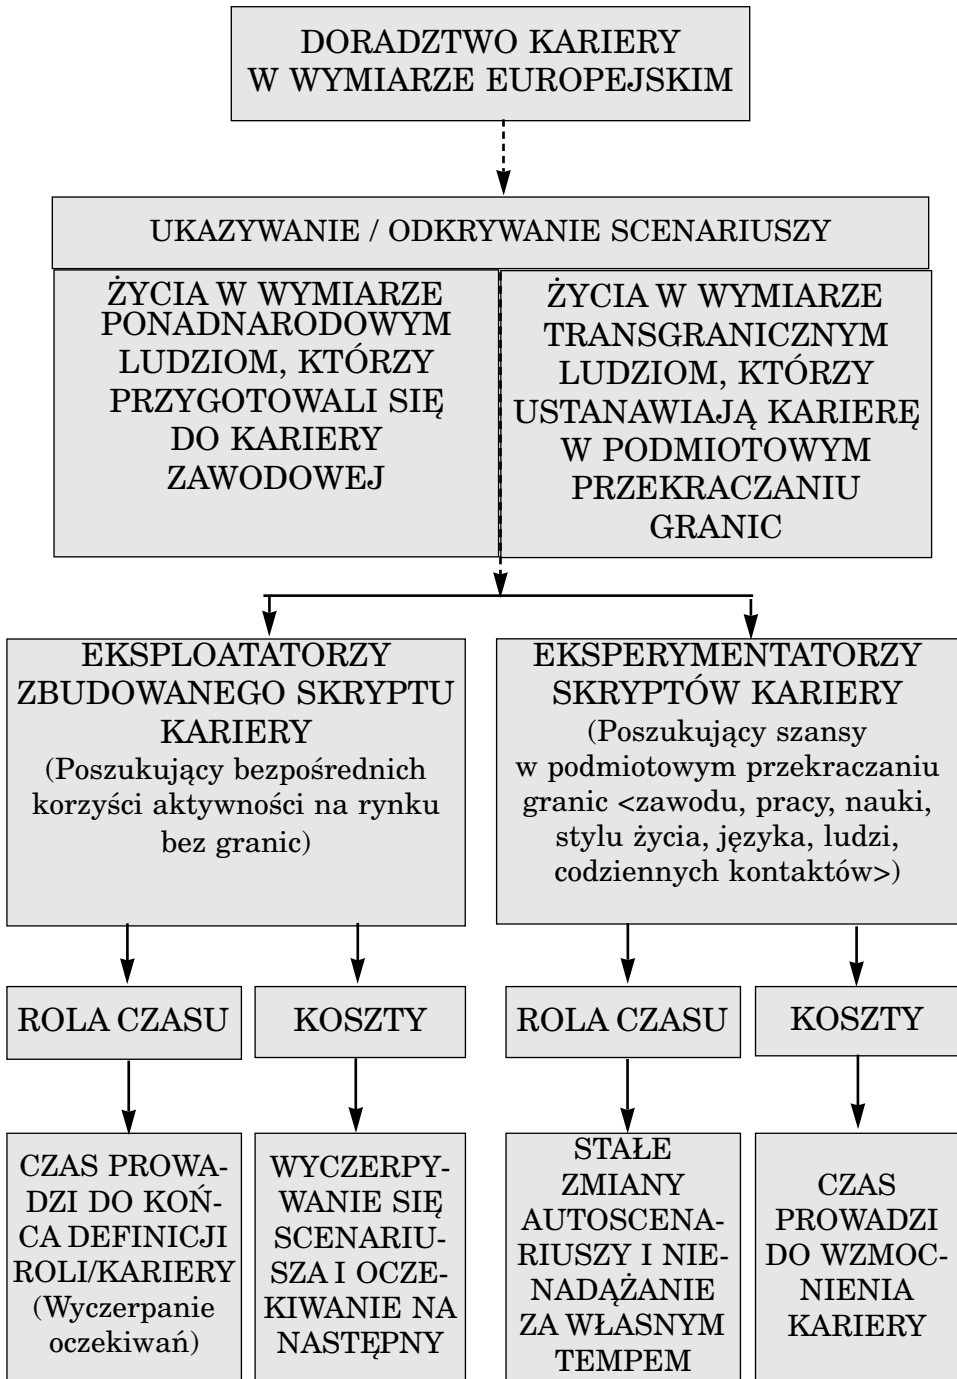 DORADZTWO KARIERY
W WYMIARZE EUROPEJSKIM
UKAZYWANIE / ODKRYWANIE SCENARIUSZY
ŻYCIA W WYMIARZE
PONADNARODOWYM
LUDZIOM, KTÓRZY
PRZYGOTOWALI SIĘ
DO KARIERY
ZAWODOWEJ
ŻYCIA W WYMIARZE
TRANSGRANICZNYM
LUDZIOM, KTÓRZY
USTANAWIAJĄ KARIERĘ
W PODMIOTOWYM
PRZEKRACZANIU
GRANIC
EKSPLOATATORZY
ZBUDOWANEGO SKRYPTU
KARIERY
(Poszukujący bezpośrednich
korzyści aktywności na rynku
bez granic)
EKSPERYMENTATORZY
SKRYPTÓW KARIERY
(Poszukujący szansy
w podmiotowym przekraczaniu
granic <zawodu, pracy, nauki,
stylu życia, języka, ludzi,
codziennych kontaktów>)
ROLA CZASU
KOSZTY
ROLA CZASU
KOSZTY
CZAS PROWA-
DZI DO KOŃ-
CA DEFINICJI
ROLI/KARIERY
(Wyczerpanie
oczekiwań)
WYCZERPY-
WANIE SIĘ
SCENARIU-
SZA I OCZE-
KIWANIE NA
NASTĘPNY
STAŁE
ZMIANY
AUTOSCENA-
RIUSZY I NIE-
NADĄŻANIE
ZA WŁASNYM
TEMPEM
CZAS
PROWADZI
DO WZMOC-
NIENIA
KARIERY